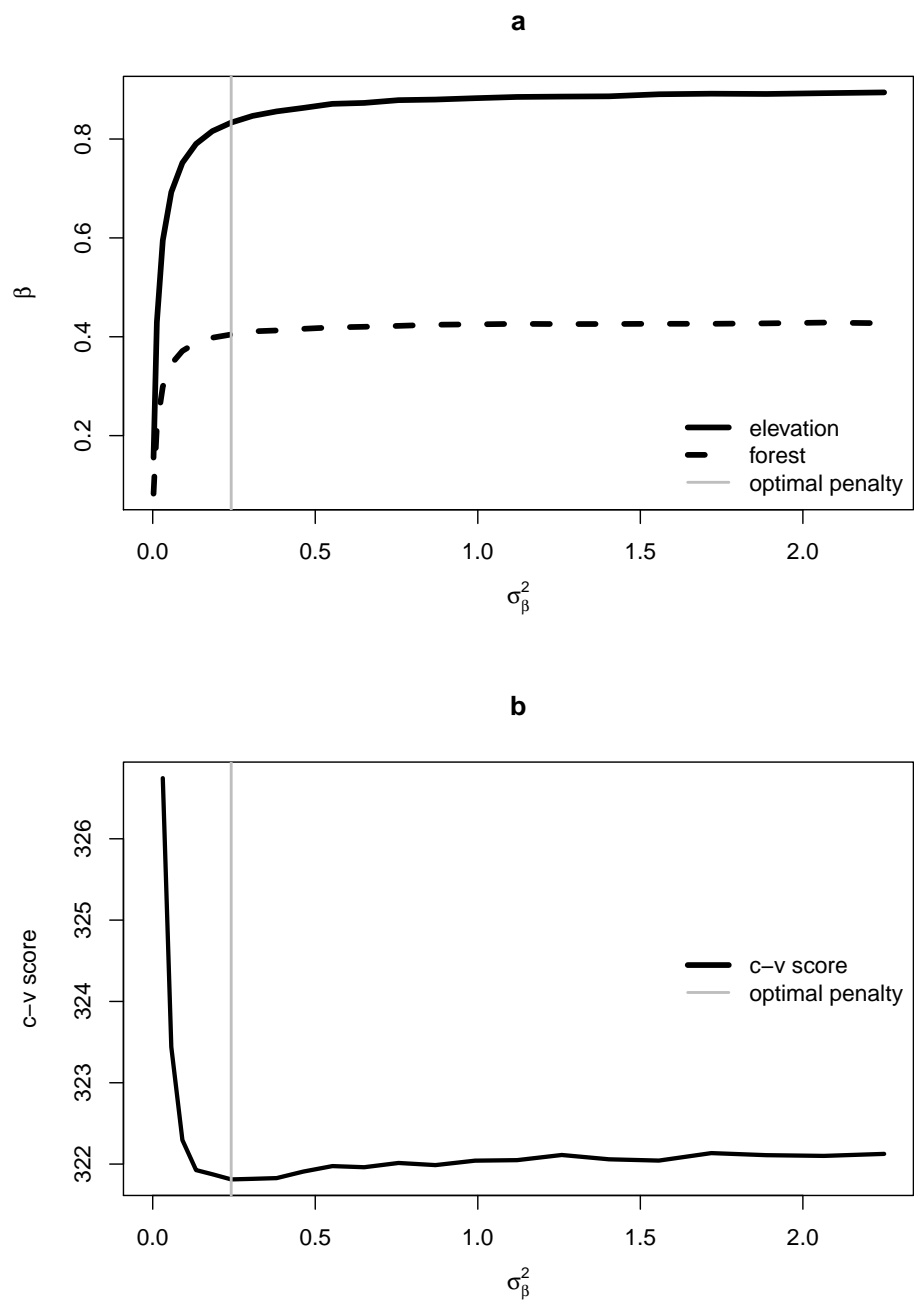 a
0.8
0.6
0.4
0.2
β
elevation
forest
optimal penalty
0.0 0.5 1.0 1.5 2.0
σ²β
b
326
325
324
323
322
c−v score
c−v score
optimal penalty
0.0 0.5 1.0 1.5 2.0
σ²β